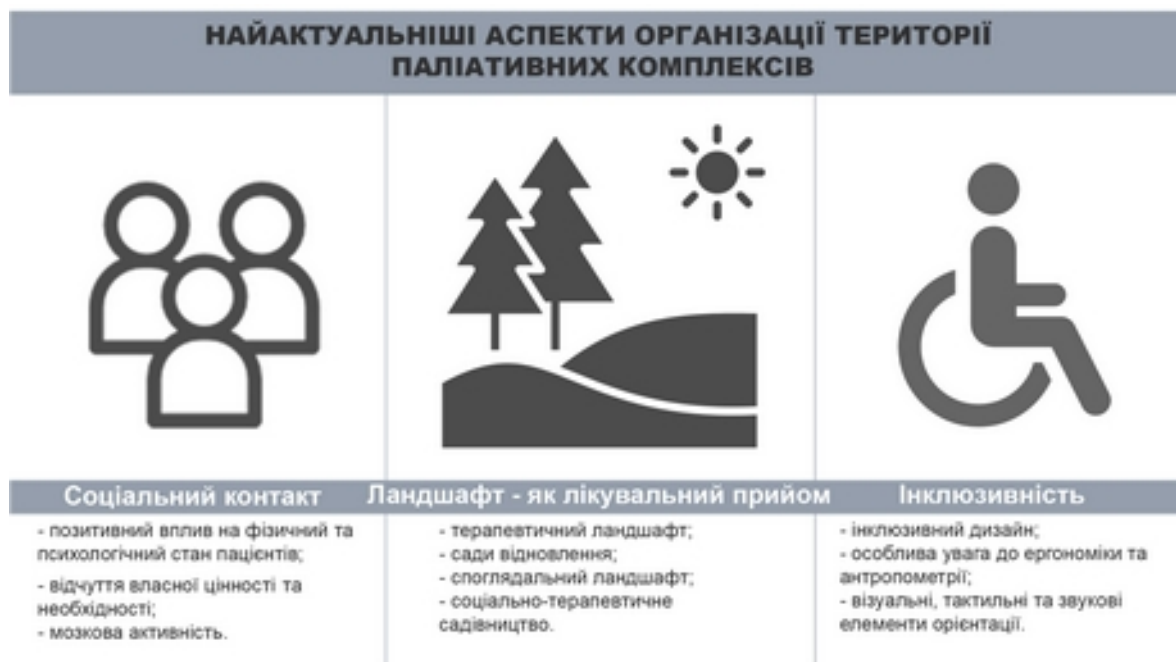 НАЙАКТУАЛЬНІШІ АСПЕКТИ ОРГАНІЗАЦІЇ ТЕРИТОРІЇ
ПАЛІАТИВНИХ КОМПЛЕКСІВ
Соціальний контакт
- позитивний вплив на фізичний та
психологічний стан пацієнтів;
- відчуття власної цінності та
необхідності;
- мозкова активність.
Ландшафт - як лікувальний прийом
- терапевтичний ландшафт;
- сади відновлення;
- споглядальний ландшафт;
- соціально-терапевтичне
садівництво.
Інклюзивність
- інклюзивний дизайн;
- особлива увага до ергономіки та
антропометрії;
- візуальні, тактильні та звукові
елементи орієнтації.